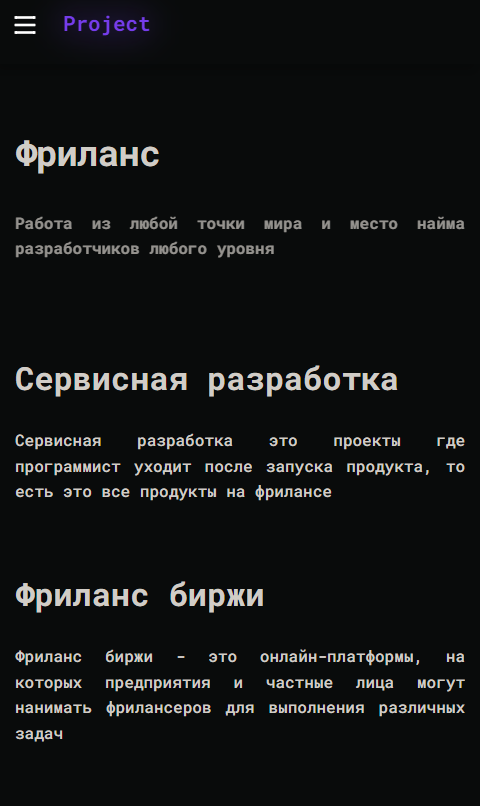 Project
Фриланс
Работа из любой точки мира и место найма
разработчиков любого уровня
Сервисная разработка
Сервисная разработка это проекты где
программист уходит после запуска продукта, то
есть это все продукты на фрилансе
Фриланс биржи
Фриланс биржи - это онлайн-платформы, на
которых предприятия и частные лица могут
нанимать фрилансеров для выполнения различных
задач